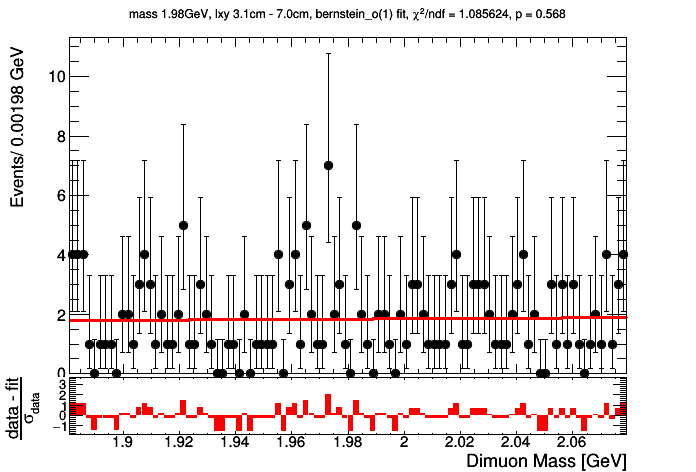 mass 1.98GeV, lxy 3.1cm - 7.0cm, bernstein_o(1) fit, χ²/ndf = 1.085624, p = 0.568
Events/ 0.00198 GeV
10
8
6
4
2
0
data - fit
σdata
3
2
1
0
−1
1.9 1.92 1.94 1.96 1.98 2 2.02 2.04 2.06
Dimuon Mass [GeV]